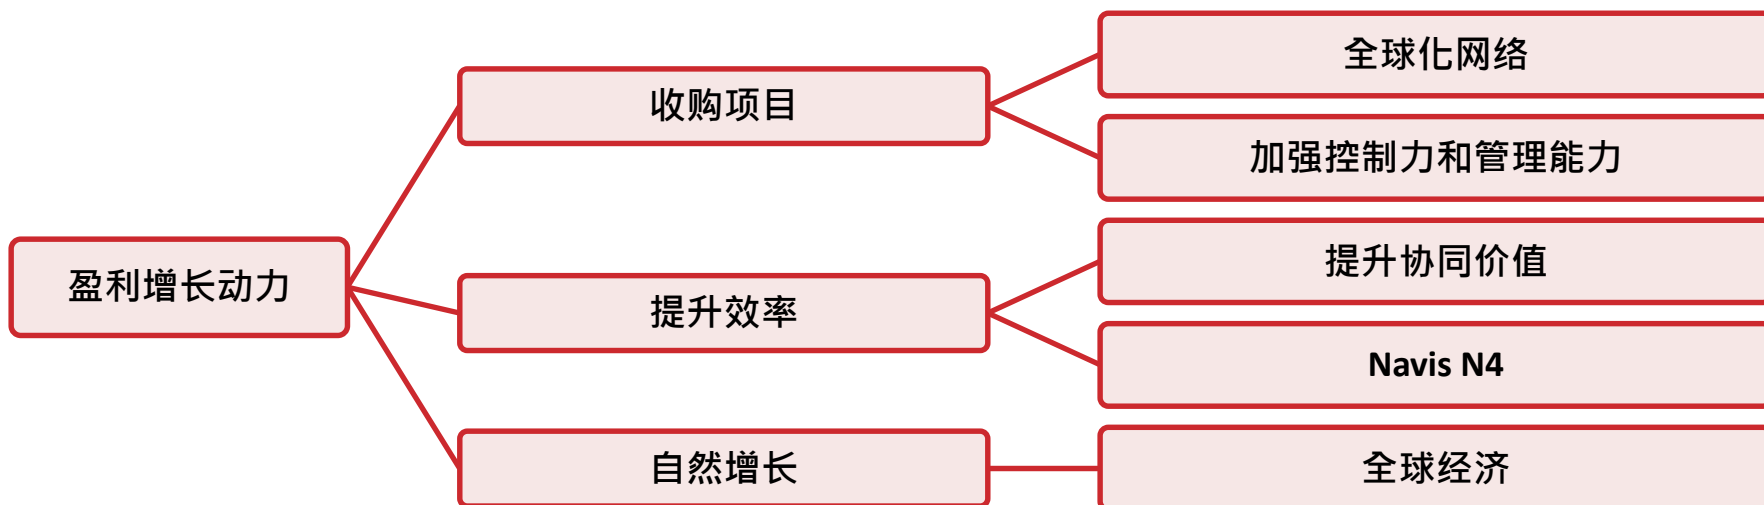 全球化网络
收购项目
加强控制力和管理能力
提升协同价值
盈利增长动力
提升效率
Navis N4
自然增长
全球经济